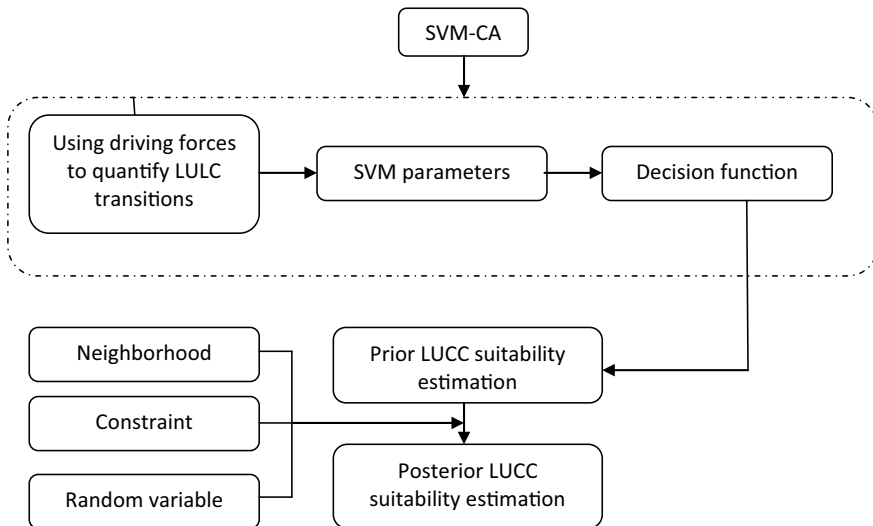 SVM-CA
Using driving forces
to quantify LULC
transitions
SVM parameters
Decision function
Neighborhood
Prior LUCC suitability
estimation
Constraint
Posterior LUCC
suitability estimation
Random variable